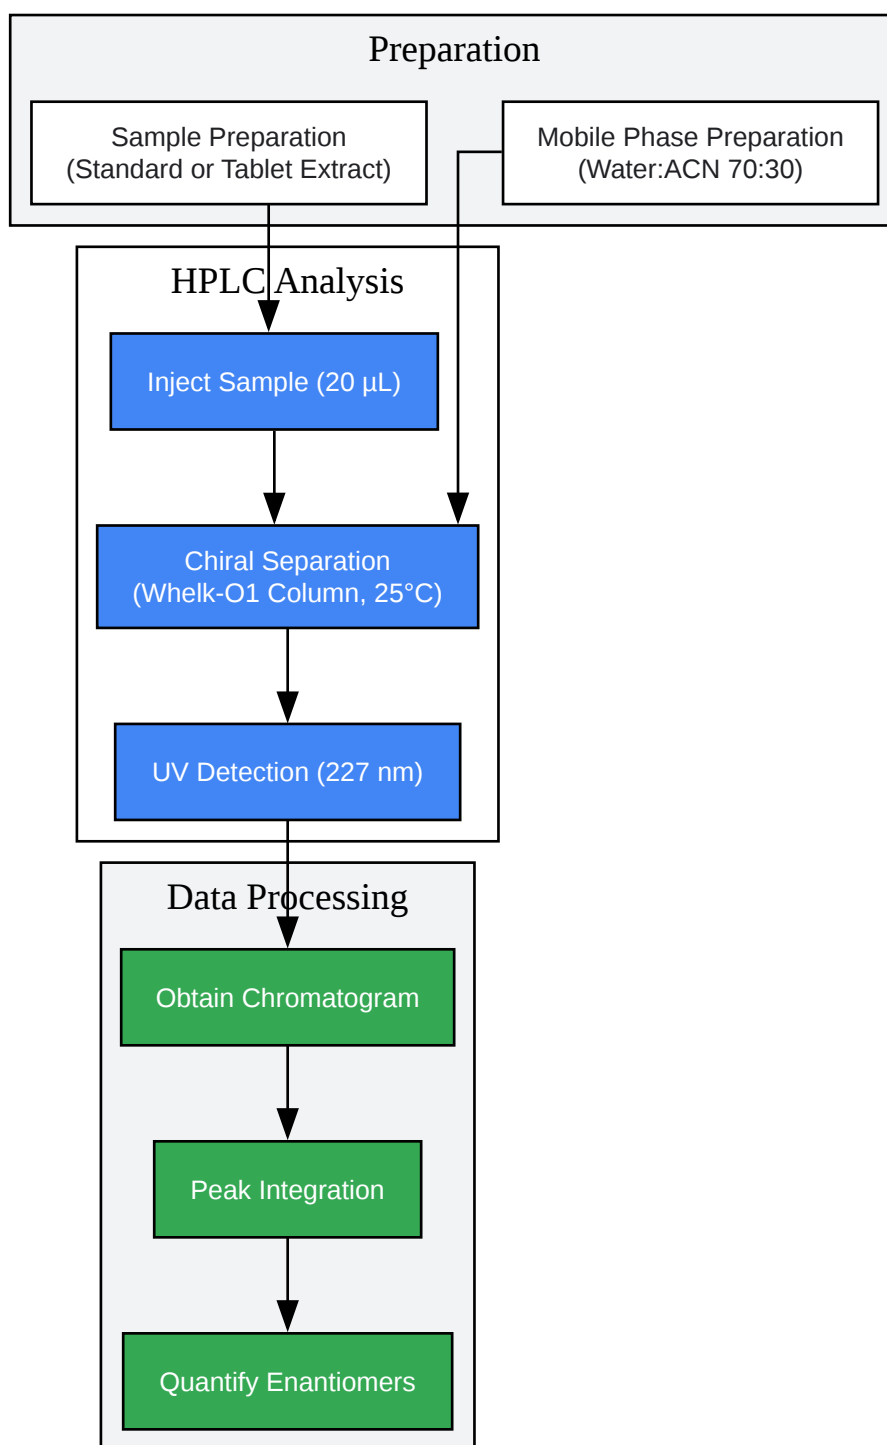 Preparation
Sample Preparation
(Standard or Tablet Extract)
Mobile Phase Preparation
(Water:ACN 70:30)
HPLC Analysis
Inject Sample (20 µL)
Chiral Separation
(Whelk-O1 Column, 25°C)
UV Detection (227 nm)
Data Processing
Obtain Chromatogram
Peak Integration
Quantify Enantiomers